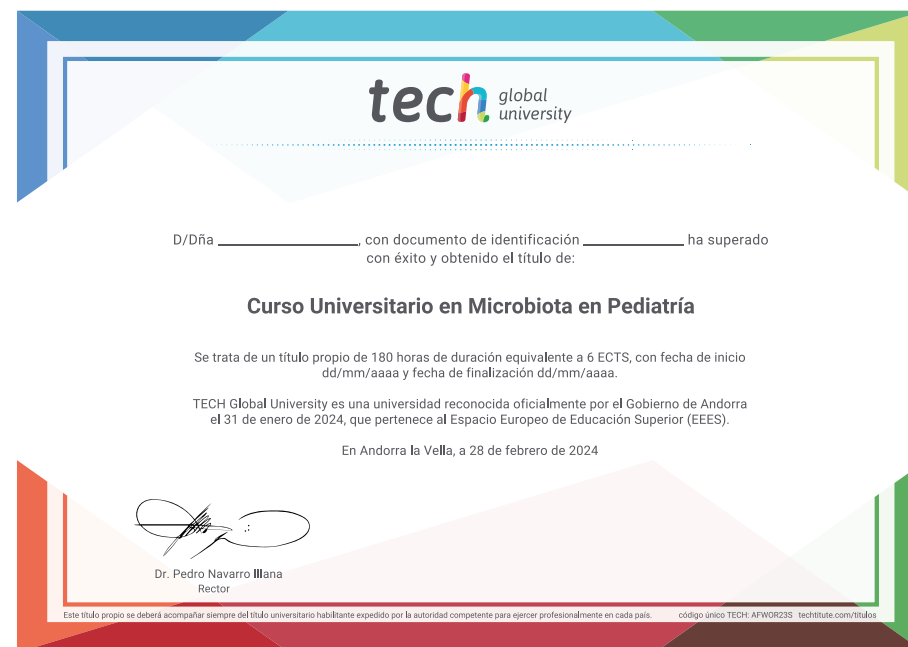 tech global university
D/Dña ____________, con documento de identificación ____________ ha superado
con éxito y obtenido el título de:
Curso Universitario en Microbiota en Pediatría
Se trata de un título propio de 180 horas de duración equivalente a 6 ECTS, con fecha de inicio
dd/mm/aaaa y fecha de finalización dd/mm/aaaa.
TECH Global University es una universidad reconocida oficialmente por el Gobierno de Andorra
el 31 de enero de 2024, que pertenece al Espacio Europeo de Educación Superior (EEES).
En Andorra la Vella, a 28 de febrero de 2024
Dr. Pedro Navarro Illana
Rector
Este título propio se deberá acompañar siempre del título universitario habilitante expedido por la autoridad competente para ejercer profesionalmente en cada país. código único TECH: AFWOR23S techtitute.com/titulos